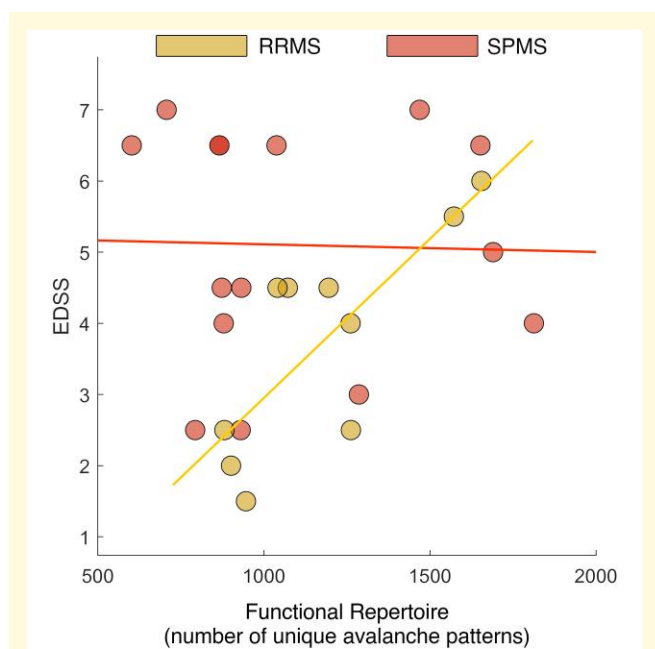 RRMS SPMS
7
6
5
4
3
2
1
EDSS
500 1000 1500 2000
Functional Repertoire
(number of unique avalanche patterns)